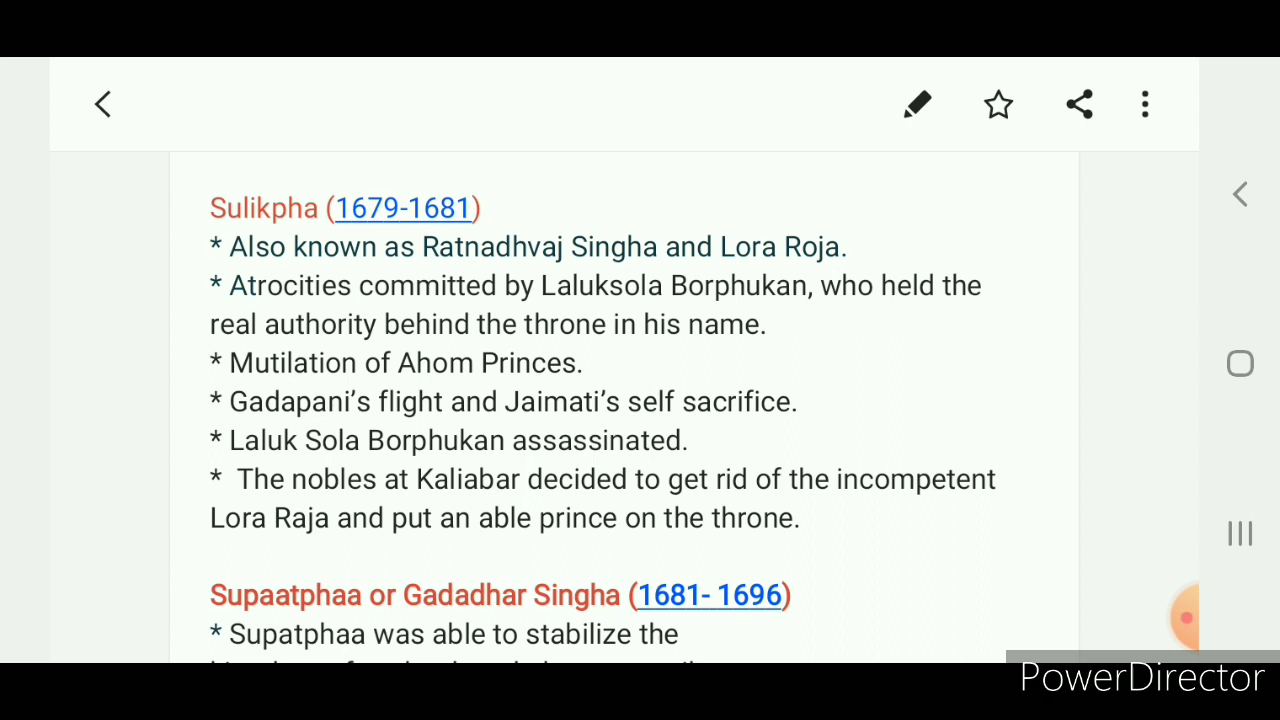 Sulikpha (1679-1681)
* Also known as Ratnadhvaj Singha and Lora Roja.
* Atrocities committed by Laluksola Borphukan, who held the
real authority behind the throne in his name.
* Mutilation of Ahom Princes.
* Gadapani’s flight and Jaimati’s self sacrifice.
* Laluk Sola Borphukan assassinated.
*  The nobles at Kaliabar decided to get rid of the incompetent
Lora Raja and put an able prince on the throne.
Supaatphaa or Gadadhar Singha (1681- 1696)
* Supatphaa was able to stabilize the
PowerDirector